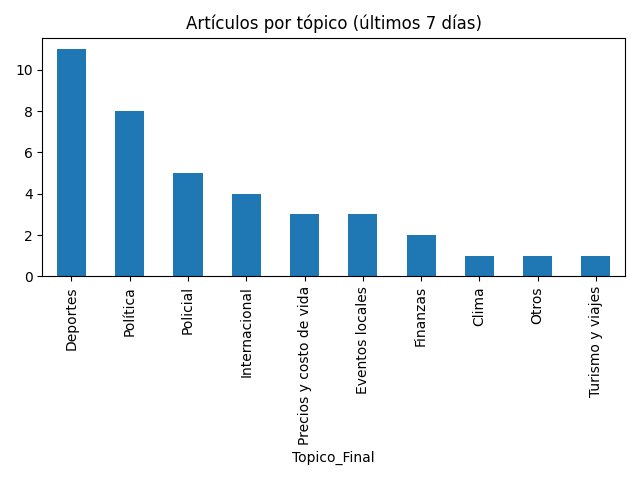 Artículos por tópico (últimos 7 días)
10
8
6
4
2
0
Deportes
Política
Policial
Internacional
Precios y costo de vida
Eventos locales
Finanzas
Clima
Otros
Turismo y viajes
Topico_Final